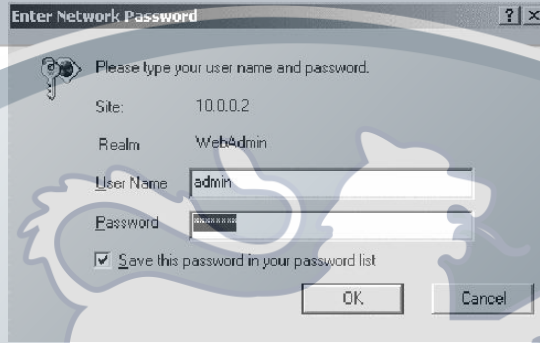 Enter Network Password
Please type your user name and password.
Site: 10.0.0.2
Realm WebAdmin
User Name admin
Password ********
Save this password in your password list
OK Cancel